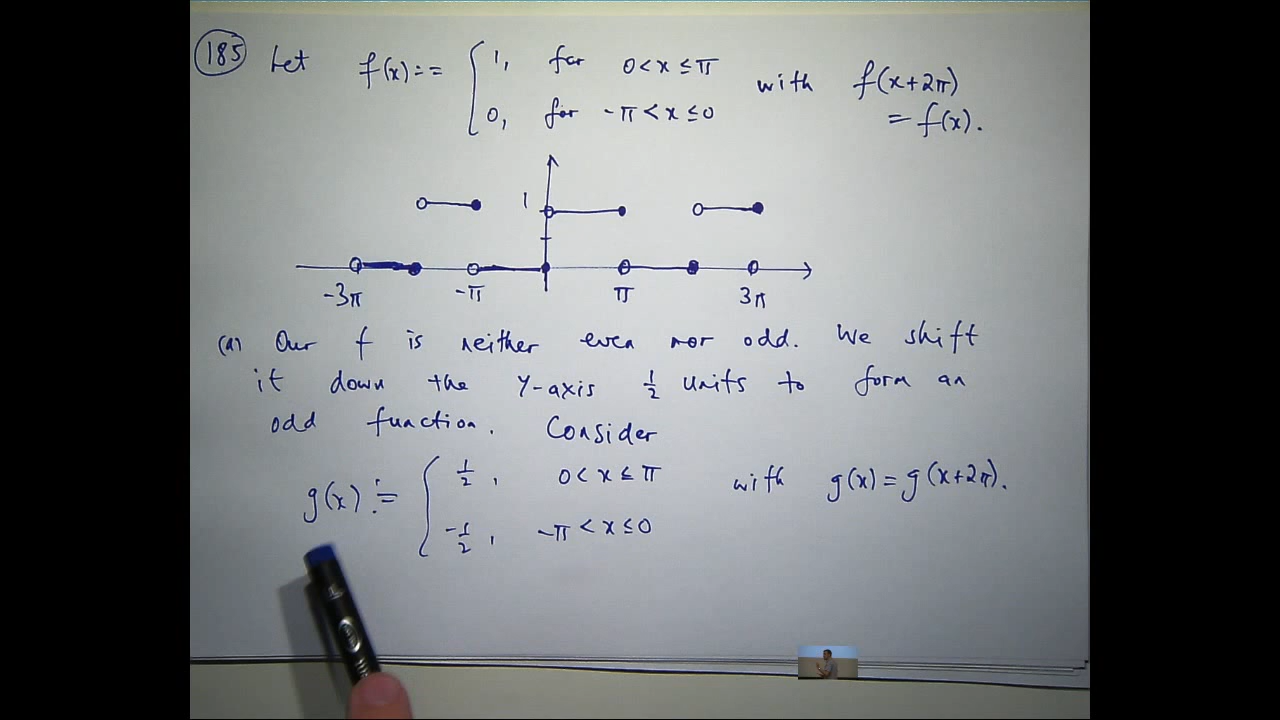 185 Let f(x):= { 1, for 0<x≤π with f(x+2π)
0, for -π<x≤0 = f(x).
1
-3π -π π 3π
(a) Our f is neither even nor odd. We shift
it down the y-axis 1/2 units to form an
odd function. Consider
g(x) := { 1/2, 0<x≤π with g(x)=g(x+2π).
-1/2, -π<x≤0